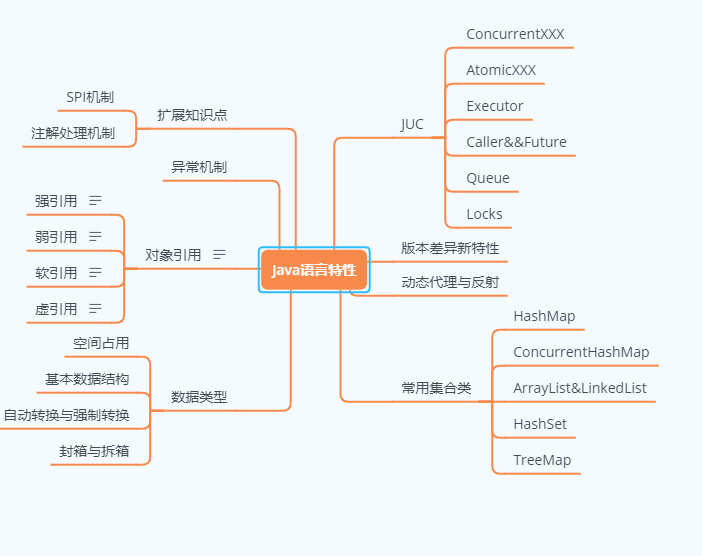 Java语言特性
扩展知识点
SPI机制
注解处理机制
异常机制
对象引用
强引用
弱引用
软引用
虚引用
数据类型
空间占用
基本数据结构
自动转换与强制转换
封箱与拆箱
JUC
ConcurrentXXX
AtomicXXX
Executor
Caller&&Future
Queue
Locks
版本差异新特性
动态代理与反射
常用集合类
HashMap
ConcurrentHashMap
ArrayList&LinkedList
HashSet
TreeMap